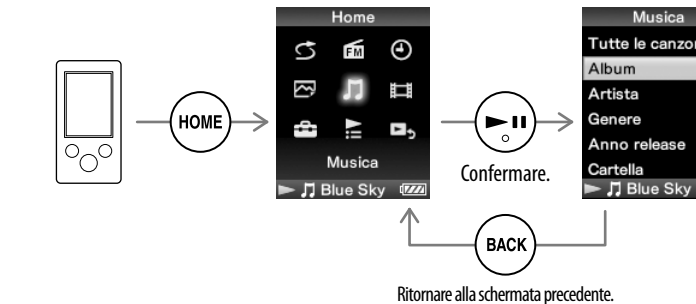 HOME
Home
FM
Musica
Blue Sky
Confermare.
Musica
Album
Artista
Genere
Anno release
Cartella
Blue Sky
Tutte le
BACK
Ritornare alla schermata precedente.